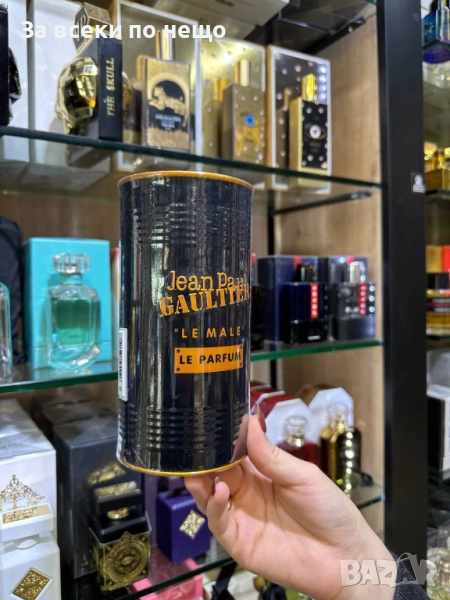 За всеки по нещо
THE SKULL
Jean Paul
GAULTIER
"LE MALE"
LE PARFUM
BAZAR